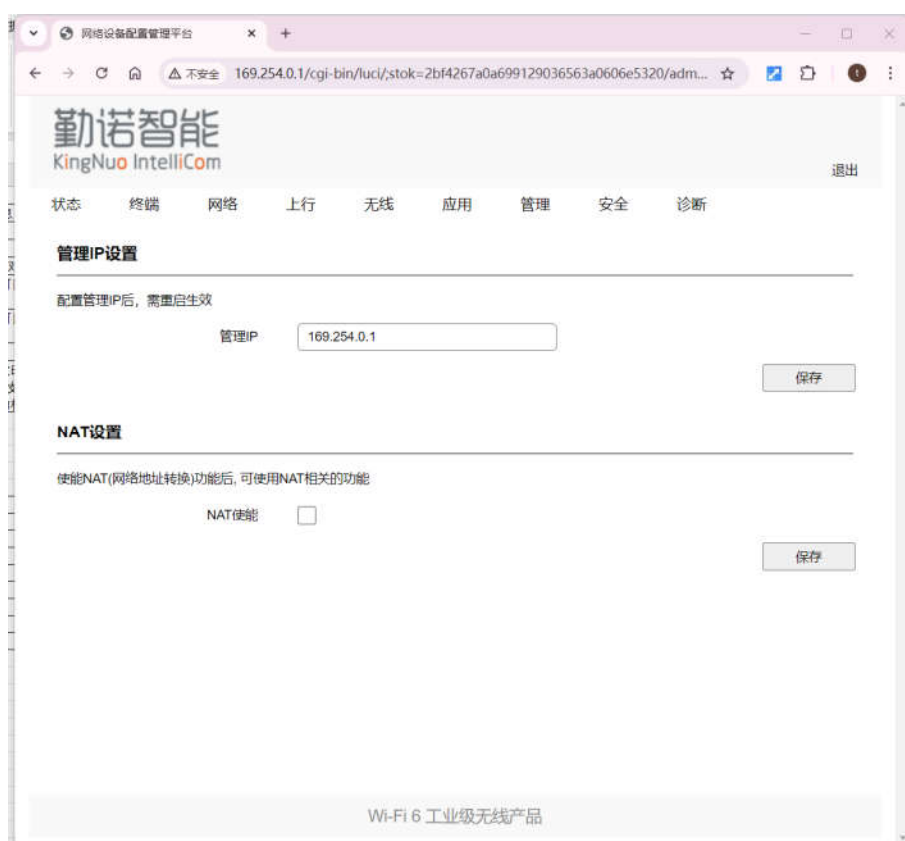 网络设备配置管理平台
不安全 169.254.0.1/cgi-bin/luci/;stok=2bf4267a0a699129036563a0606e5320/adm...
勤诺智能
KingNuo IntelliCom
退出
状态 终端 网络 上行 无线 应用 管理 安全 诊断
管理IP设置
配置管理IP后，需重启生效
管理IP 169.254.0.1
保存
NAT设置
使能NAT(网络地址转换)功能后, 可使用NAT相关的功能
NAT使能
保存
Wi-Fi 6 工业级无线产品